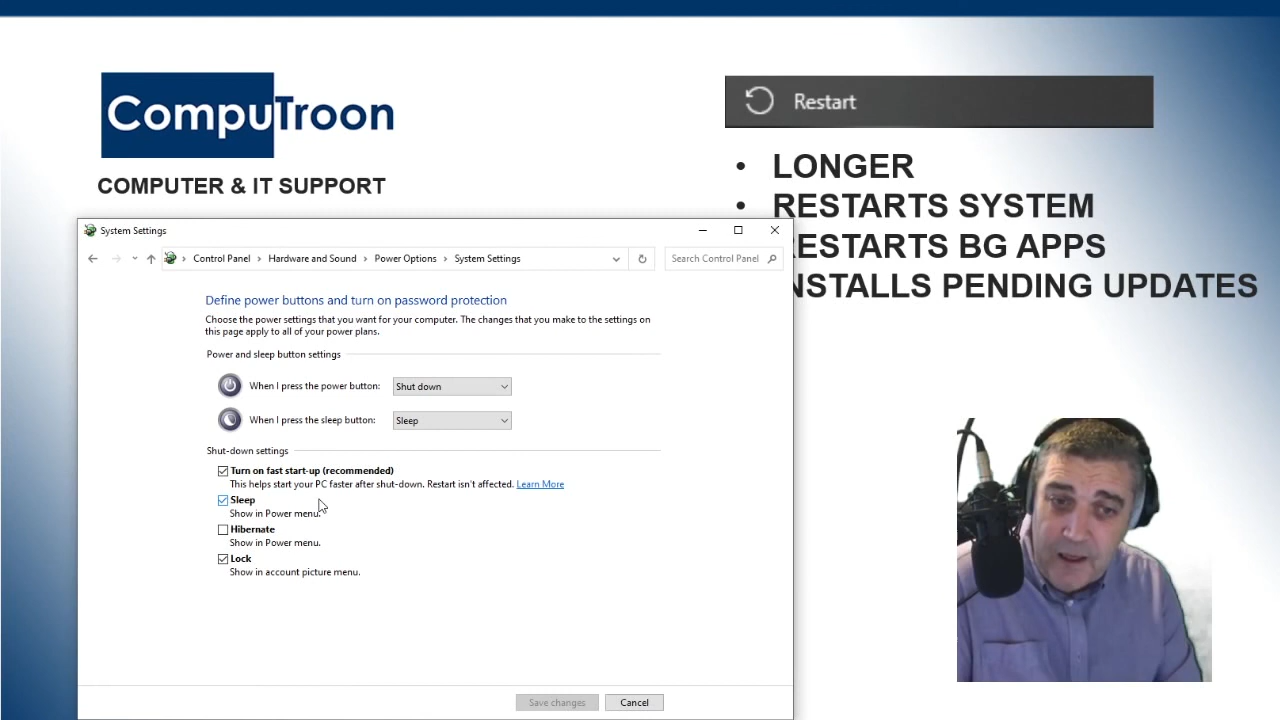 CompuTroon
COMPUTER & IT SUPPORT
Restart
• LONGER
• RESTARTS SYSTEM
RESTARTS BG APPS
INSTALLS PENDING UPDATES
System Settings
Control Panel > Hardware and Sound > Power Options > System Settings
Search Control Panel
Define power buttons and turn on password protection
Choose the power settings that you want for your computer. The changes that you make to the settings on
this page apply to all of your power plans.
Power and sleep button settings
When I press the power button: Shut down
When I press the sleep button: Sleep
Shut-down settings
Turn on fast start-up (recommended)
This helps start your PC faster after shut-down. Restart isn't affected. Learn More
Sleep
Show in Power menu.
Hibernate
Show in Power menu.
Lock
Show in account picture menu.
Save changes Cancel